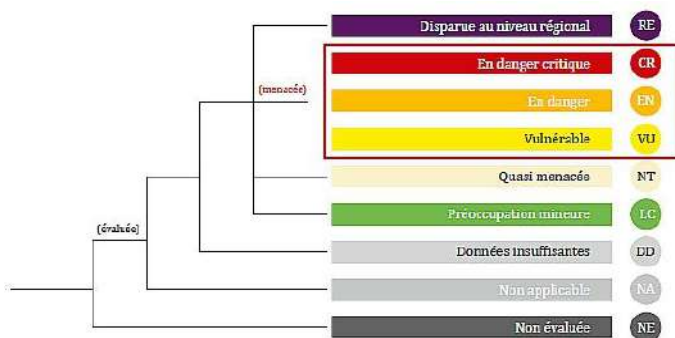 Disparue au niveau régional RE
En danger critique CR
(menacée)
En danger EN
Vulnérable VU
Quasi menacée NT
Préoccupation mineure LC
(évaluée)
Données insuffisantes DD
Non applicable NA
Non évaluée NE